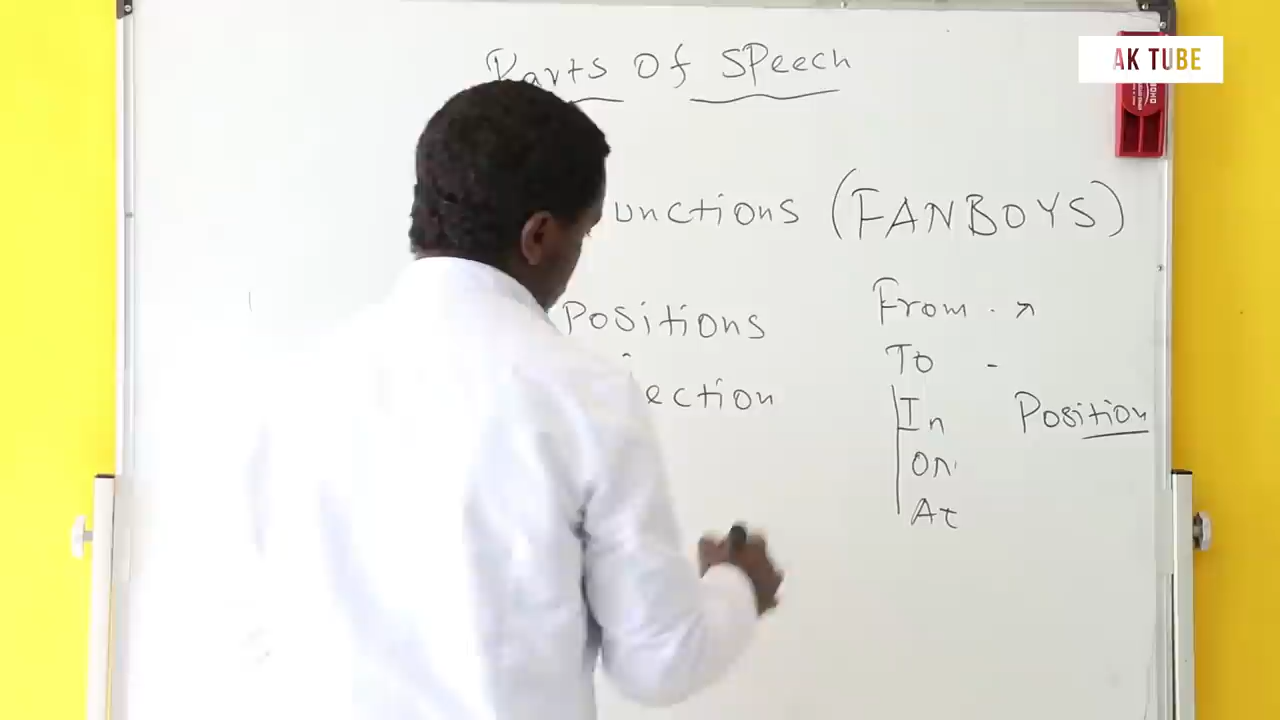 AK TUBE
Parts Of SPeech
unctions (FANBOYS)
From
Positions
To
ection
In Position
On
At